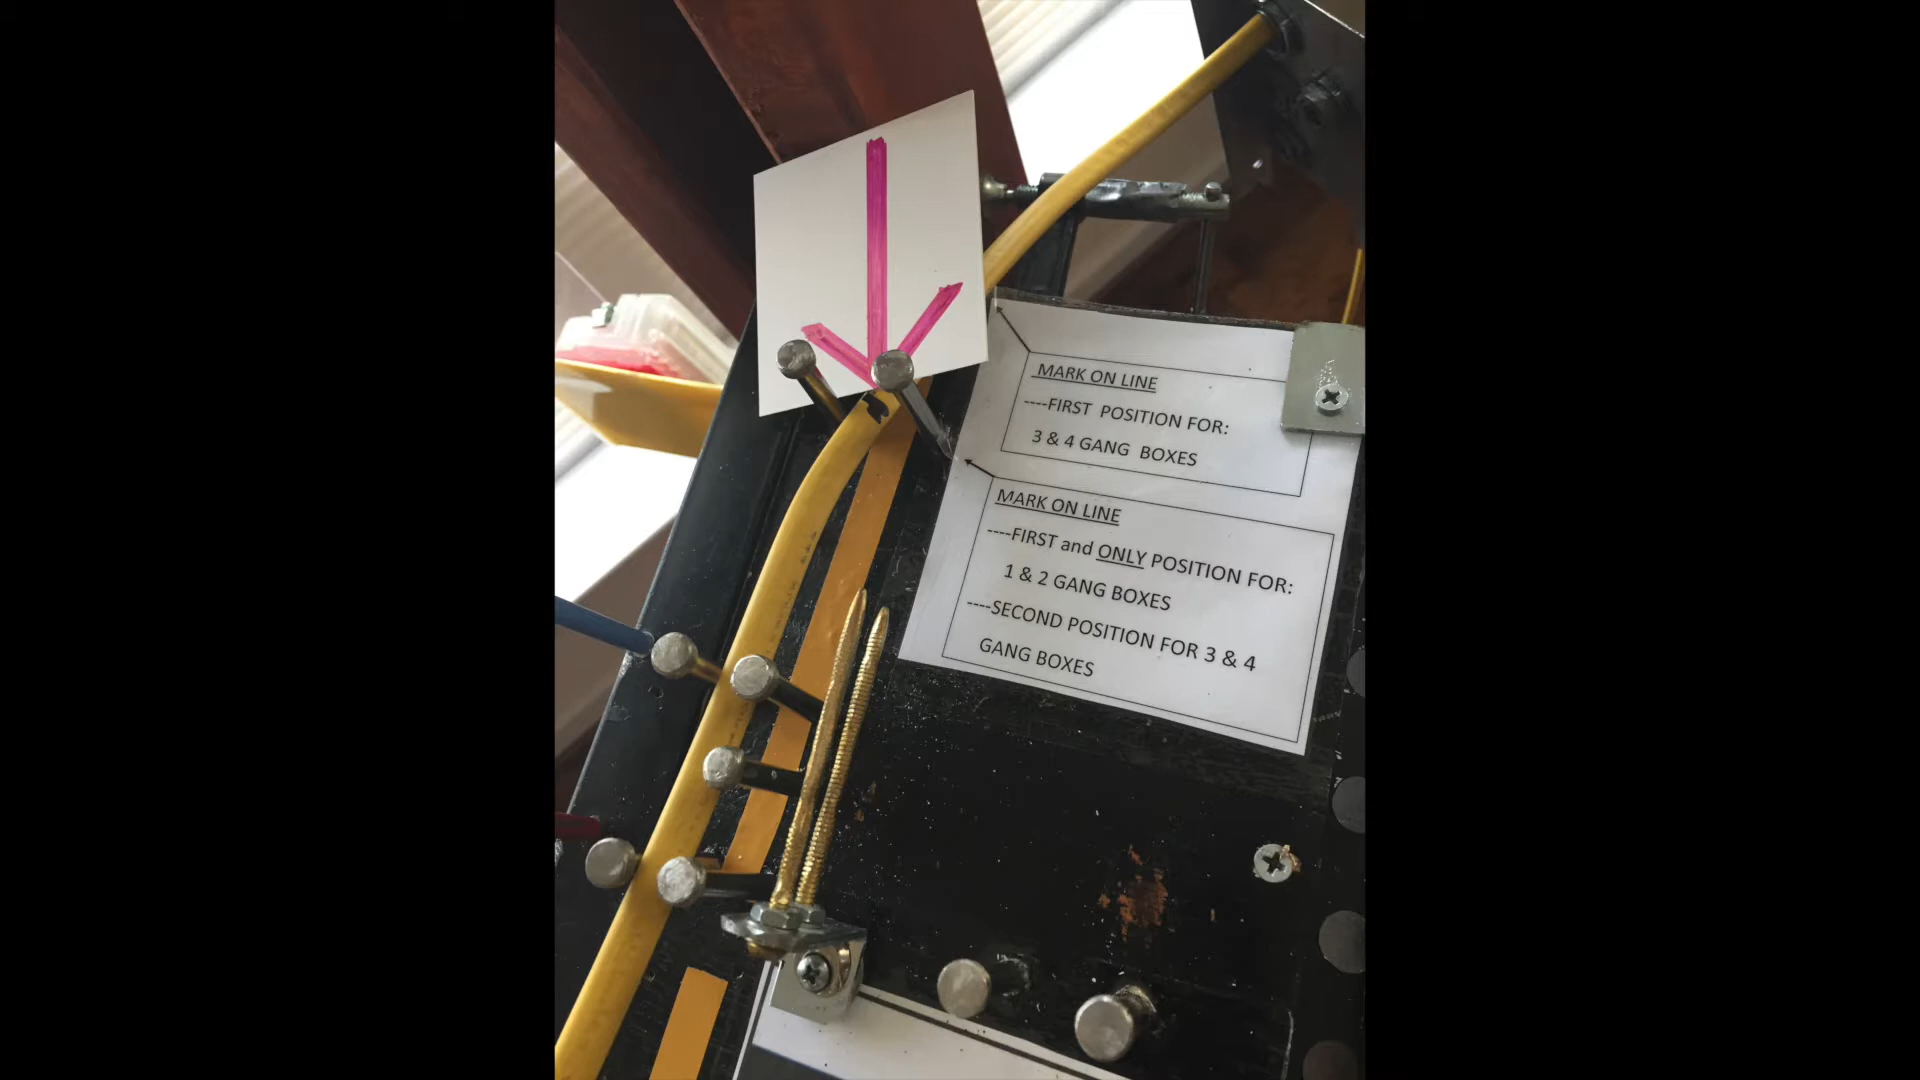 MARK ON LINE
----FIRST POSITION FOR:
3 & 4 GANG BOXES
MARK ON LINE
----FIRST and ONLY POSITION FOR:
1 & 2 GANG BOXES
----SECOND POSITION FOR 3 & 4
GANG BOXES